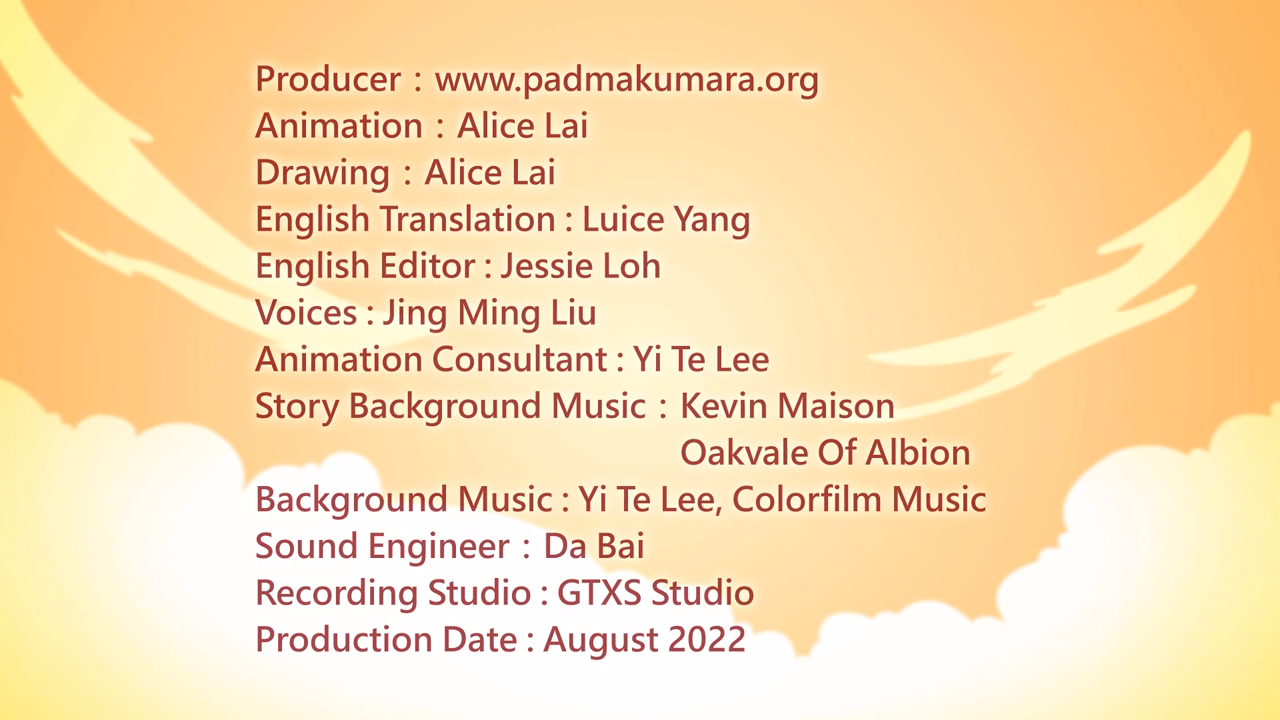 Producer：www.padmakumara.org
Animation：Alice Lai
Drawing：Alice Lai
English Translation : Luice Yang
English Editor : Jessie Loh
Voices : Jing Ming Liu
Animation Consultant : Yi Te Lee
Story Background Music：Kevin Maison
Oakvale Of Albion
Background Music : Yi Te Lee, Colorfilm Music
Sound Engineer：Da Bai
Recording Studio : GTXS Studio
Production Date : August 2022